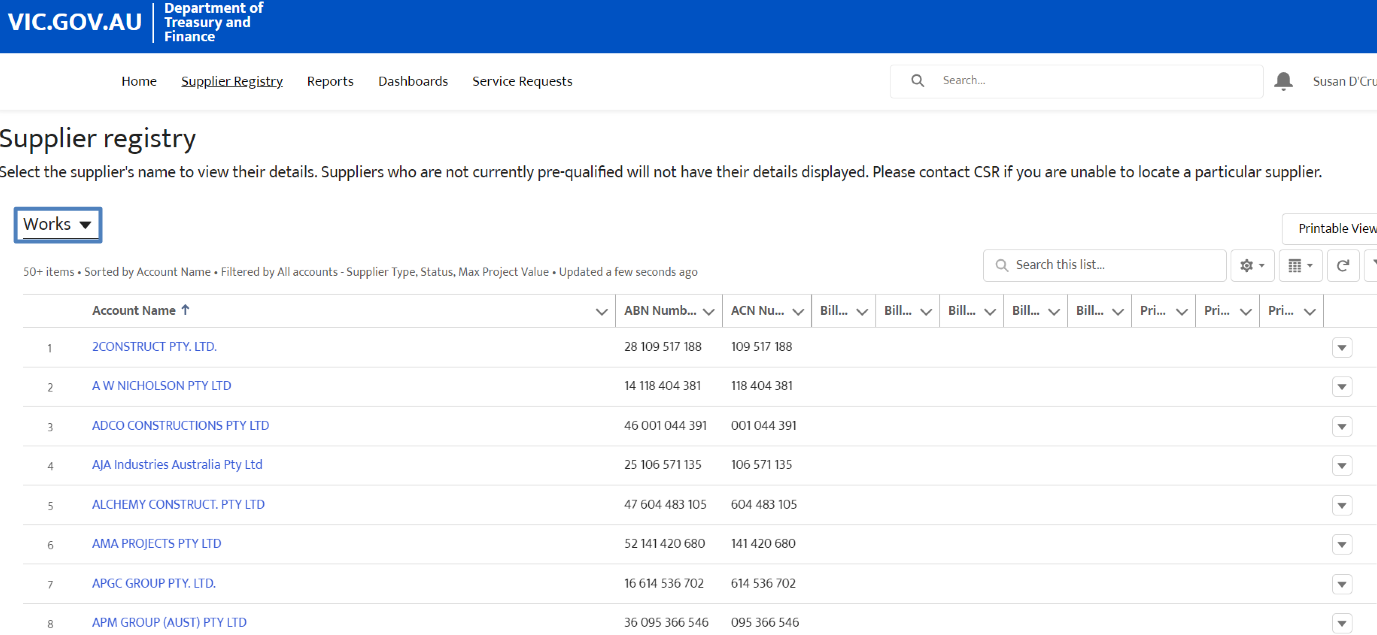 VIC.GOV.AU
Department of
Treasury and
Finance
Home Supplier Registry Reports Dashboards Service Requests Search... Susan D'Cru
Supplier registry
Select the supplier's name to view their details. Suppliers who are not currently pre-qualified will not have their details displayed. Please contact CSR if you are unable to locate a particular supplier.
Works
Printable View
50+ items • Sorted by Account Name • Filtered by All accounts - Supplier Type, Status, Max Project Value • Updated a few seconds ago Search this list...
Account Name ↑ ABN Numb... ACN Nu... Bill... Bill... Bill... Bill... Bill... Pri... Pri... Pri...
1 2CONSTRUCT PTY. LTD. 28 109 517 188 109 517 188
2 A W NICHOLSON PTY LTD 14 118 404 381 118 404 381
3 ADCO CONSTRUCTIONS PTY LTD 46 001 044 391 001 044 391
4 AJA Industries Australia Pty Ltd 25 106 571 135 106 571 135
5 ALCHEMY CONSTRUCT. PTY LTD 47 604 483 105 604 483 105
6 AMA PROJECTS PTY LTD 52 141 420 680 141 420 680
7 APGC GROUP PTY. LTD. 16 614 536 702 614 536 702
8 APM GROUP (AUST) PTY LTD 36 095 366 546 095 366 546